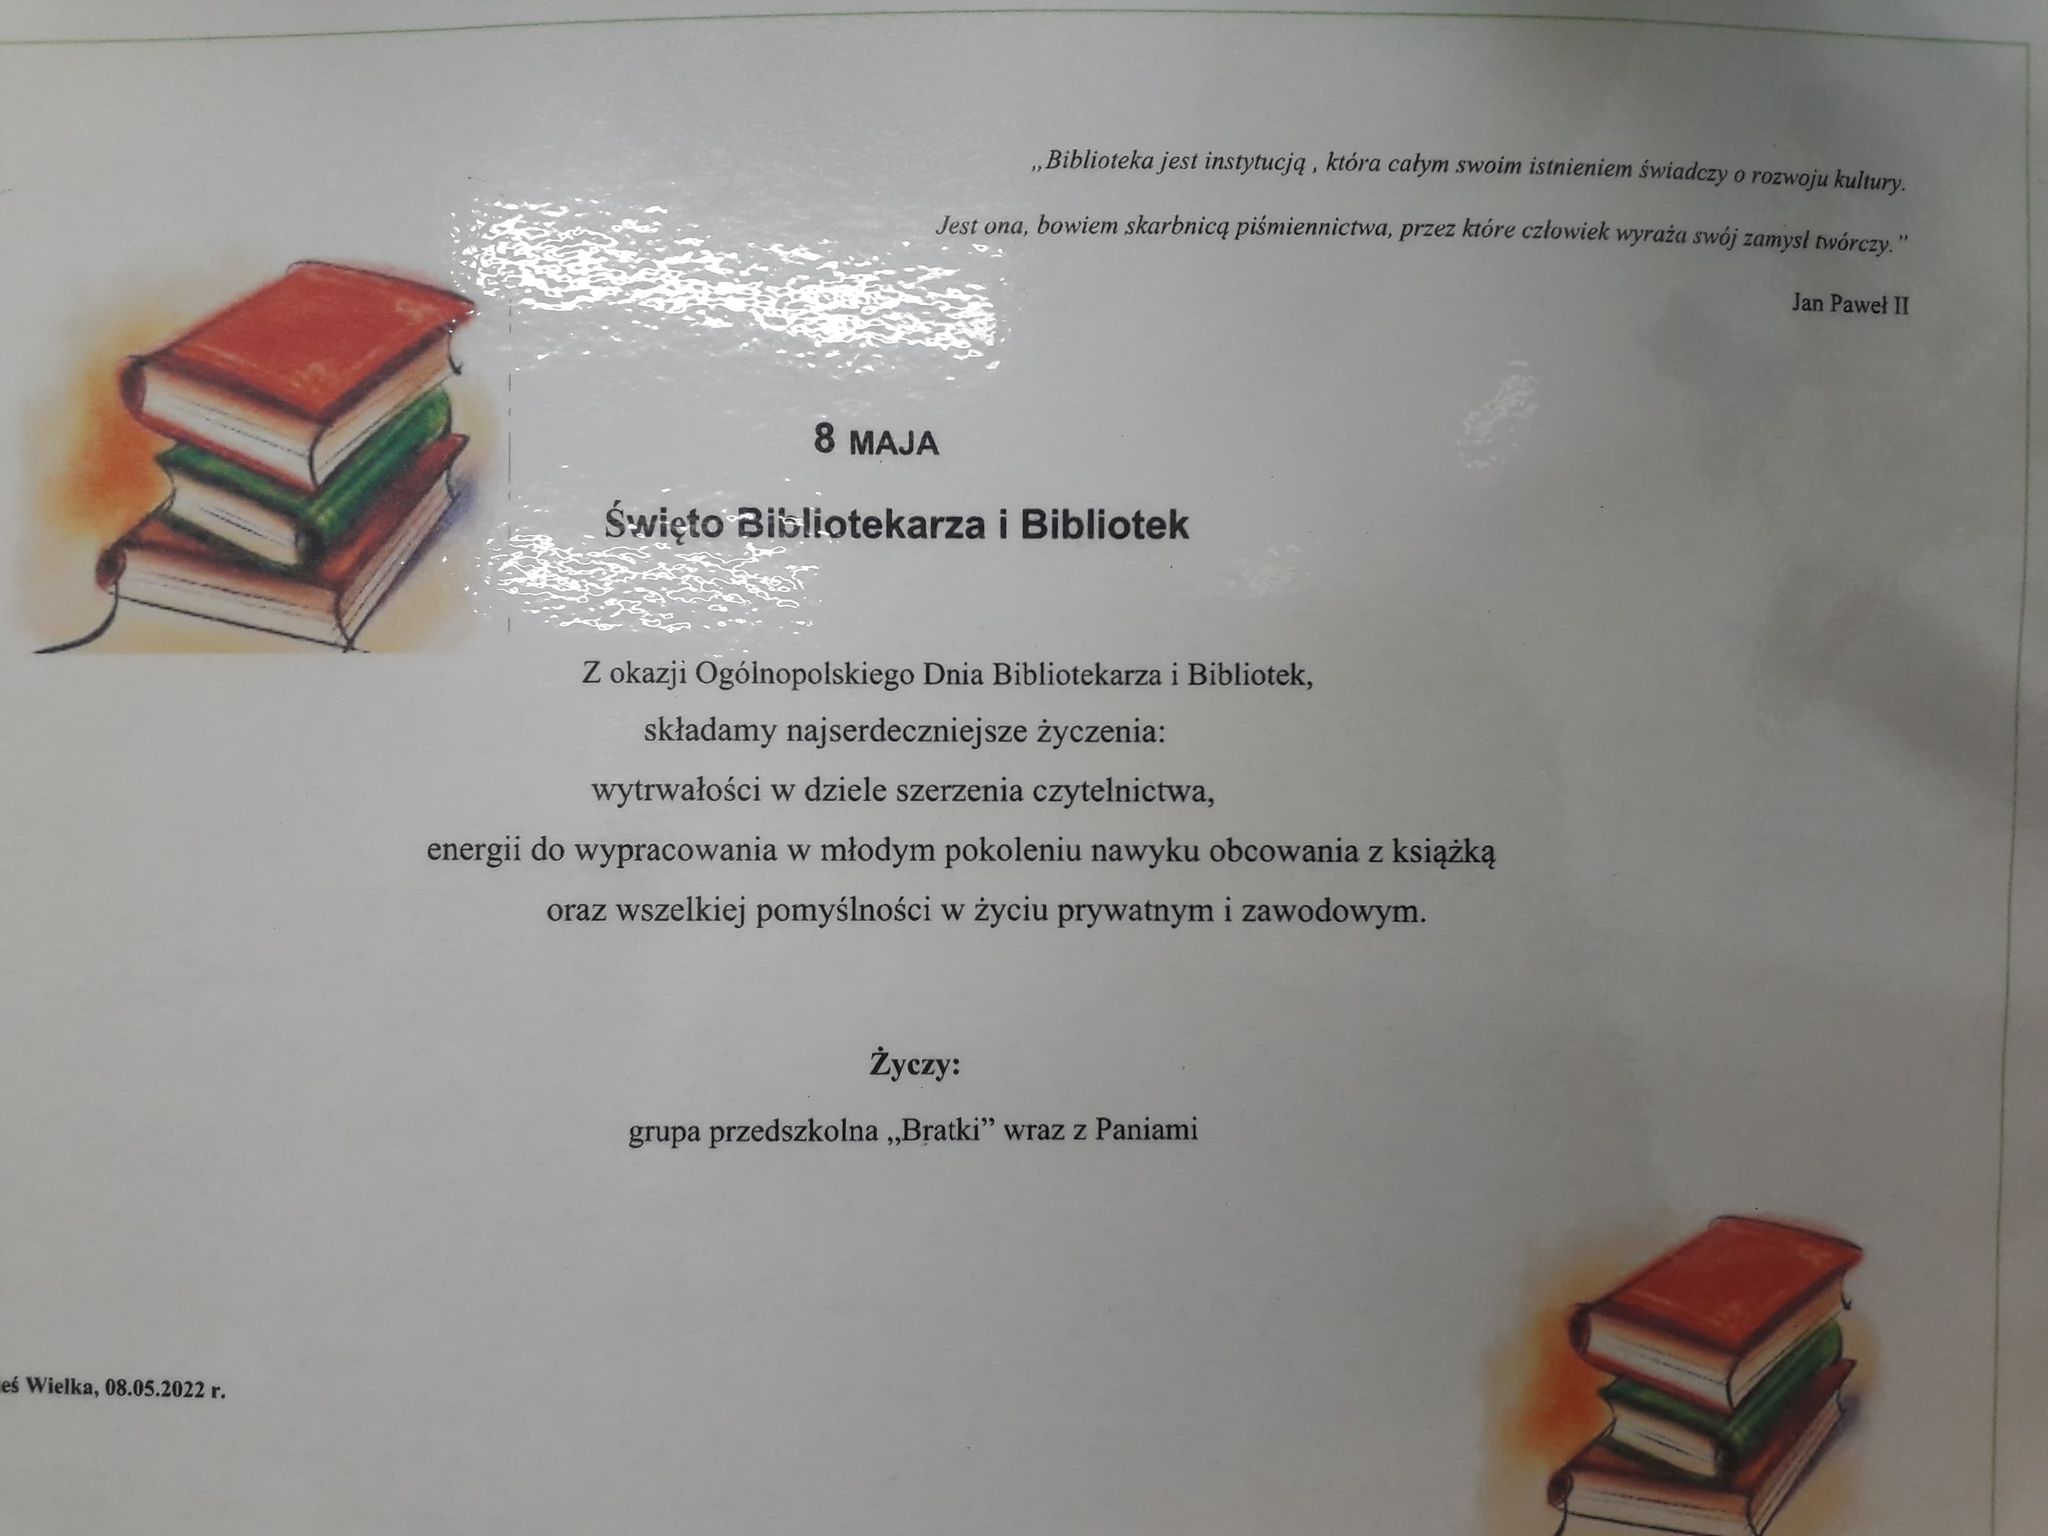 „Biblioteka jest instytucją , która całym swoim istnieniem świadczy o rozwoju kultury.
Jest ona, bowiem skarbnicą piśmiennictwa, przez które człowiek wyraża swój zamysł twórczy.”
Jan Paweł II
8 MAJA
Święto Bibliotekarza i Bibliotek
Z okazji Ogólnopolskiego Dnia Bibliotekarza i Bibliotek,
składamy najserdeczniejsze życzenia:
wytrwałości w dziele szerzenia czytelnictwa,
energii do wypracowania w młodym pokoleniu nawyku obcowania z książką
oraz wszelkiej pomyślności w życiu prywatnym i zawodowym.
Życzy:
grupa przedszkolna „Bratki” wraz z Paniami
Wielka, 08.05.2022 r.